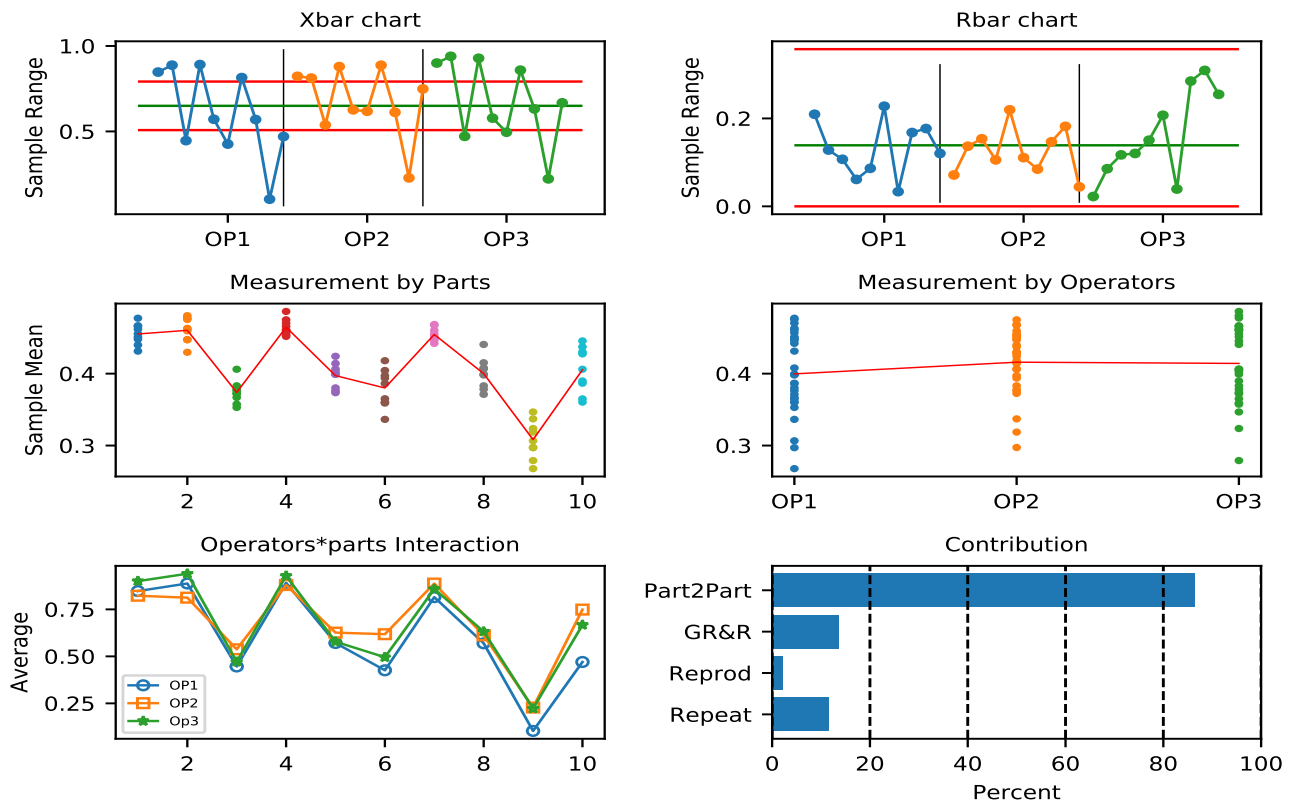 Xbar chart
Sample Range
1.0
0.5
OP1 OP2 OP3
Rbar chart
Sample Range
0.2
0.0
OP1 OP2 OP3
Measurement by Parts
Sample Mean
0.4
0.3
2 4 6 8 10
Measurement by Operators
0.4
0.3
OP1 OP2 OP3
Operators*parts Interaction
Average
0.75
0.50
0.25
OP1
OP2
Op3
2 4 6 8 10
Contribution
Part2Part
GR&R
Reprod
Repeat
0 20 40 60 80 100
Percent